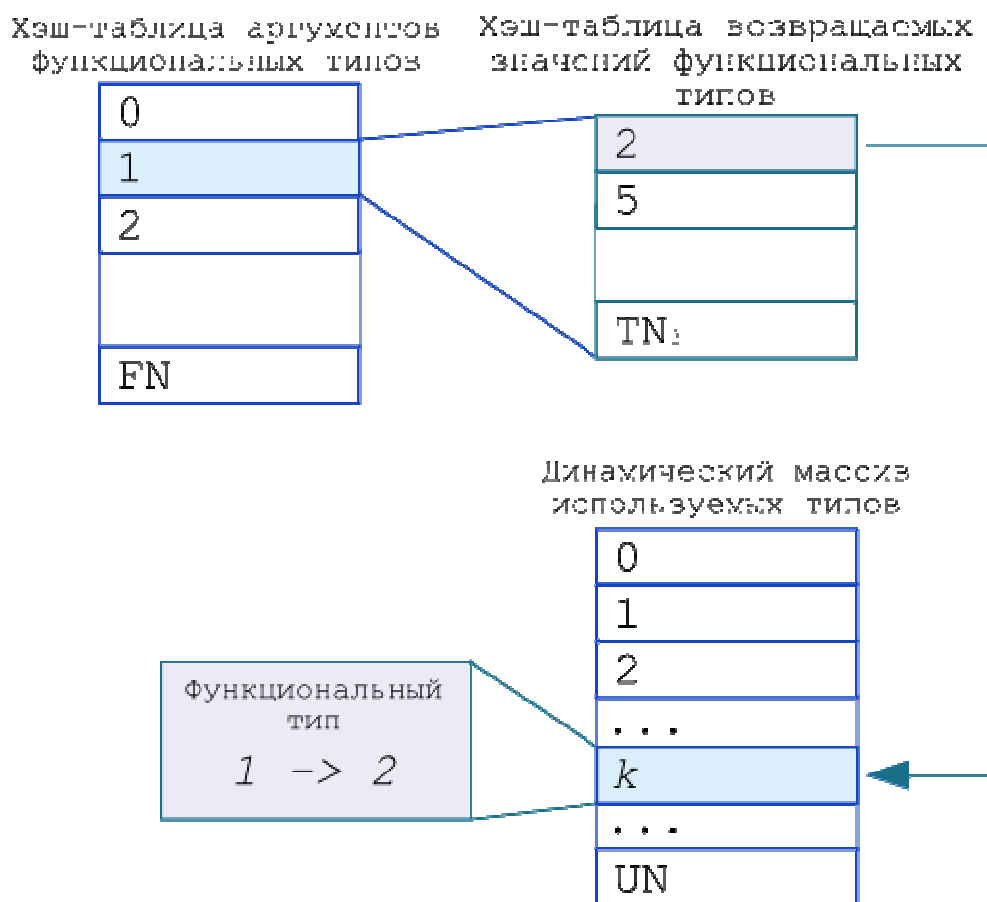 Хэш-таблица аргументов
функциональных типов
0
1
2
FN
Хэш-таблица возвращаемых
значений функциональных
типов
2
5
TN₂
Динамический массив
используемых типов
0
1
2
...
k
...
UN
Функциональный
тип
1 -> 2